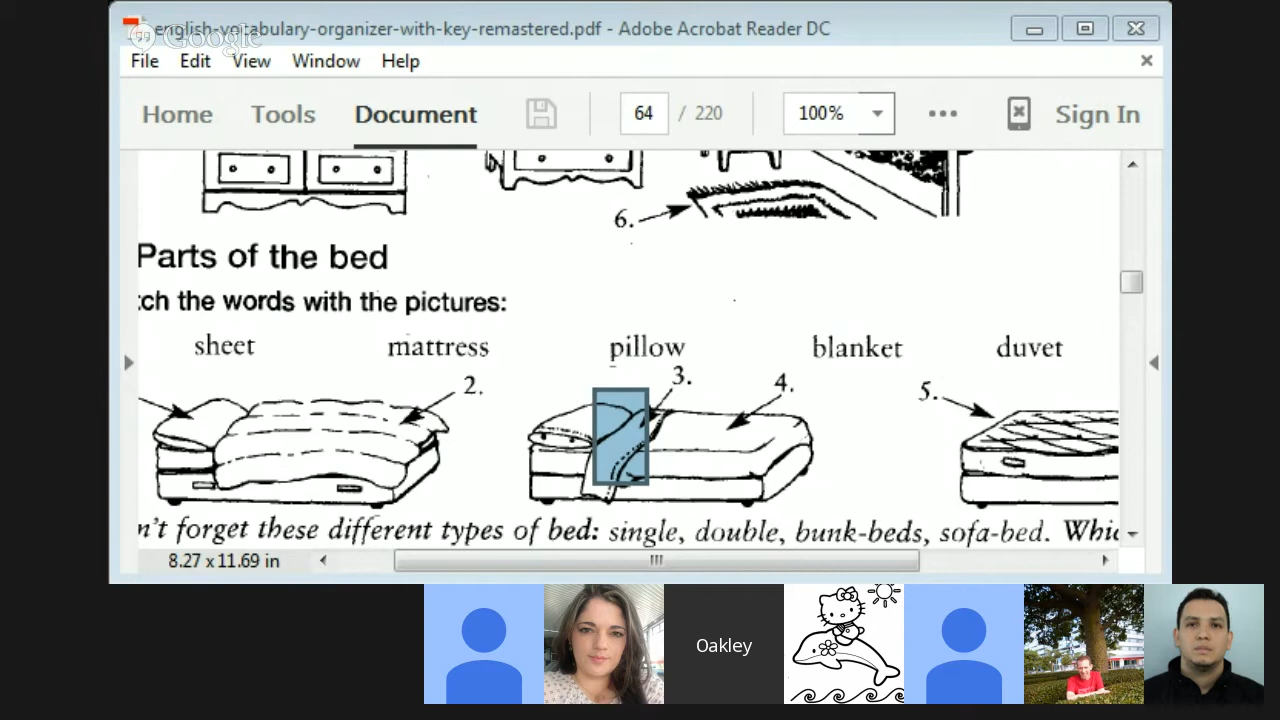 english-vocabulary-organizer-with-key-remastered.pdf - Adobe Acrobat Reader DC
Google
File Edit View Window Help
Home Tools Document 64 / 220 100% Sign In
6.
Parts of the bed
tch the words with the pictures:
sheet mattress pillow blanket duvet
2. 3. 4. 5.
n't forget these different types of bed: single, double, bunk-beds, sofa-bed. Whic
8.27 x 11.69 in
Oakley